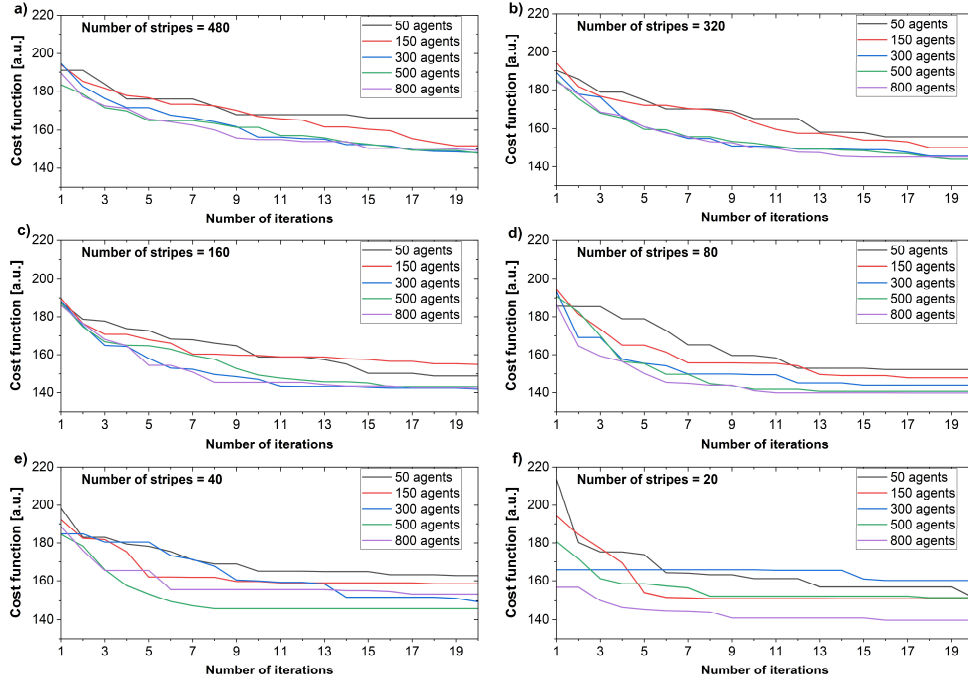 a)
Number of stripes = 480
50 agents
150 agents
300 agents
500 agents
800 agents
Cost function [a.u.]
220
200
180
160
140
1 3 5 7 9 11 13 15 17 19
Number of iterations
b)
Number of stripes = 320
50 agents
150 agents
300 agents
500 agents
800 agents
Cost function [a.u.]
220
200
180
160
140
1 3 5 7 9 11 13 15 17 19
Number of iterations
c)
Number of stripes = 160
50 agents
150 agents
300 agents
500 agents
800 agents
Cost function [a.u.]
220
200
180
160
140
1 3 5 7 9 11 13 15 17 19
Number of iterations
d)
Number of stripes = 80
50 agents
150 agents
300 agents
500 agents
800 agents
Cost function [a.u.]
220
200
180
160
140
1 3 5 7 9 11 13 15 17 19
Number of iterations
e)
Number of stripes = 40
50 agents
150 agents
300 agents
500 agents
800 agents
Cost function [a.u.]
220
200
180
160
140
1 3 5 7 9 11 13 15 17 19
Number of iterations
f)
Number of stripes = 20
50 agents
150 agents
300 agents
500 agents
800 agents
Cost function [a.u.]
220
200
180
160
140
1 3 5 7 9 11 13 15 17 19
Number of iterations